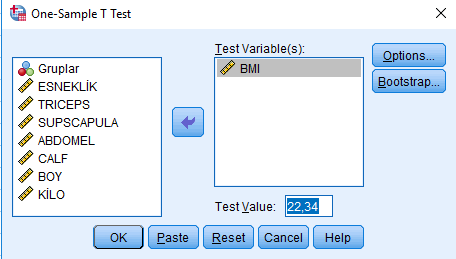 One-Sample T Test
Gruplar
ESNEKLİK
TRICEPS
SUPSCAPULA
ABDOMEL
CALF
BOY
KİLO
Test Variable(s):
BMI
Test Value: 22,34
Options...
Bootstrap...
OK Paste Reset Cancel Help